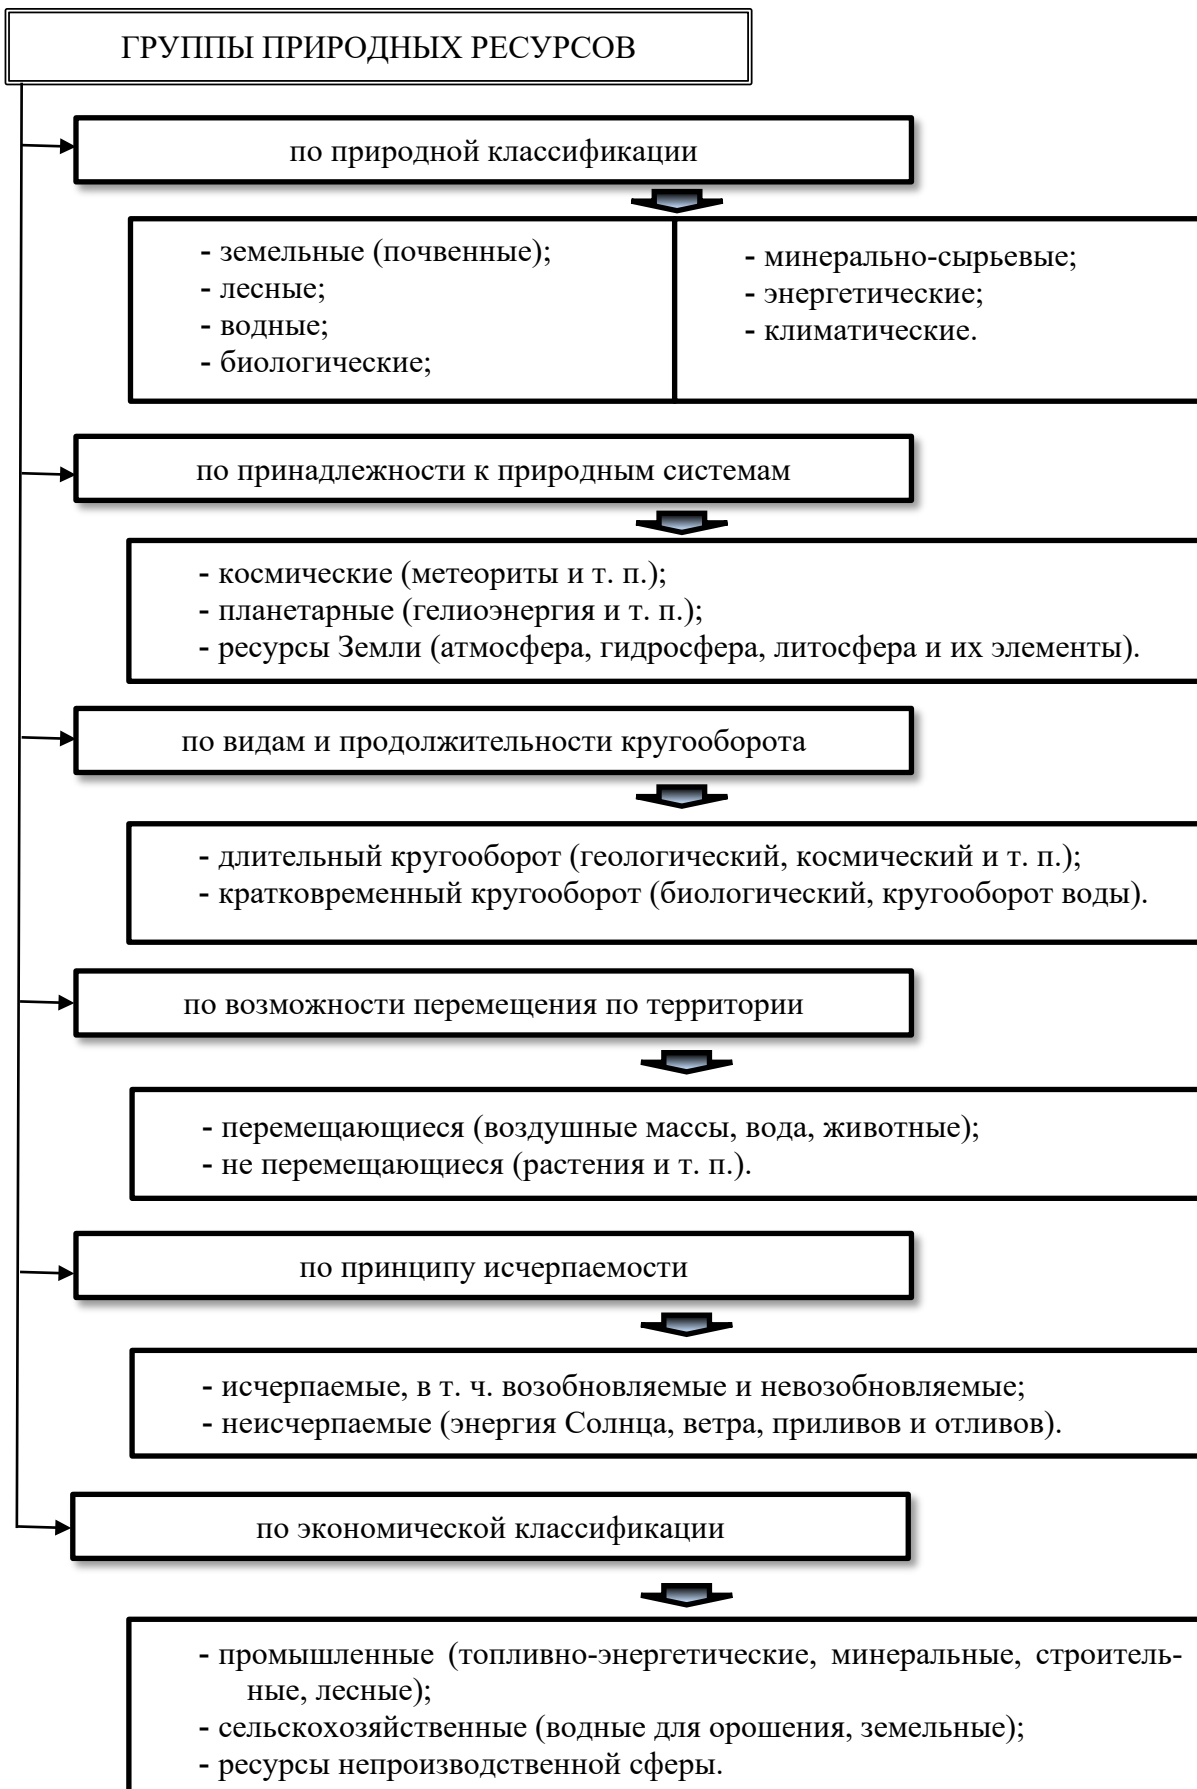 ГРУППЫ ПРИРОДНЫХ РЕСУРСОВ
по природной классификации
- земельные (почвенные);
- лесные;
- водные;
- биологические;
- минерально-сырьевые;
- энергетические;
- климатические.
по принадлежности к природным системам
- космические (метеориты и т. п.);
- планетарные (гелиоэнергия и т. п.);
- ресурсы Земли (атмосфера, гидросфера, литосфера и их элементы).
по видам и продолжительности кругооборота
- длительный кругооборот (геологический, космический и т. п.);
- кратковременный кругооборот (биологический, кругооборот воды).
по возможности перемещения по территории
- перемещающиеся (воздушные массы, вода, животные);
- не перемещающиеся (растения и т. п.).
по принципу исчерпаемости
- исчерпаемые, в т. ч. возобновляемые и невозобновляемые;
- неисчерпаемые (энергия Солнца, ветра, приливов и отливов).
по экономической классификации
- промышленные (топливно-энергетические, минеральные, строитель-
ные, лесные);
- сельскохозяйственные (водные для орошения, земельные);
- ресурсы непроизводственной сферы.